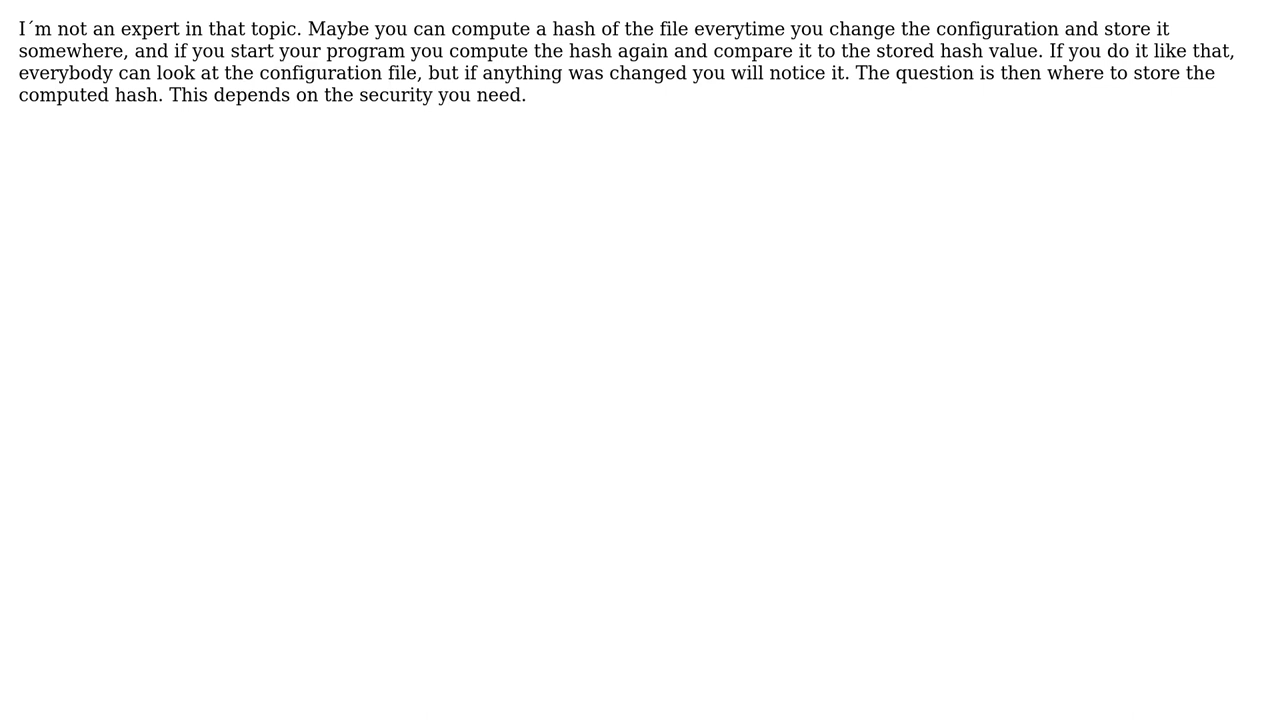 I´m not an expert in that topic. Maybe you can compute a hash of the file everytime you change the configuration and store it
somewhere, and if you start your program you compute the hash again and compare it to the stored hash value. If you do it like that,
everybody can look at the configuration file, but if anything was changed you will notice it. The question is then where to store the
computed hash. This depends on the security you need.